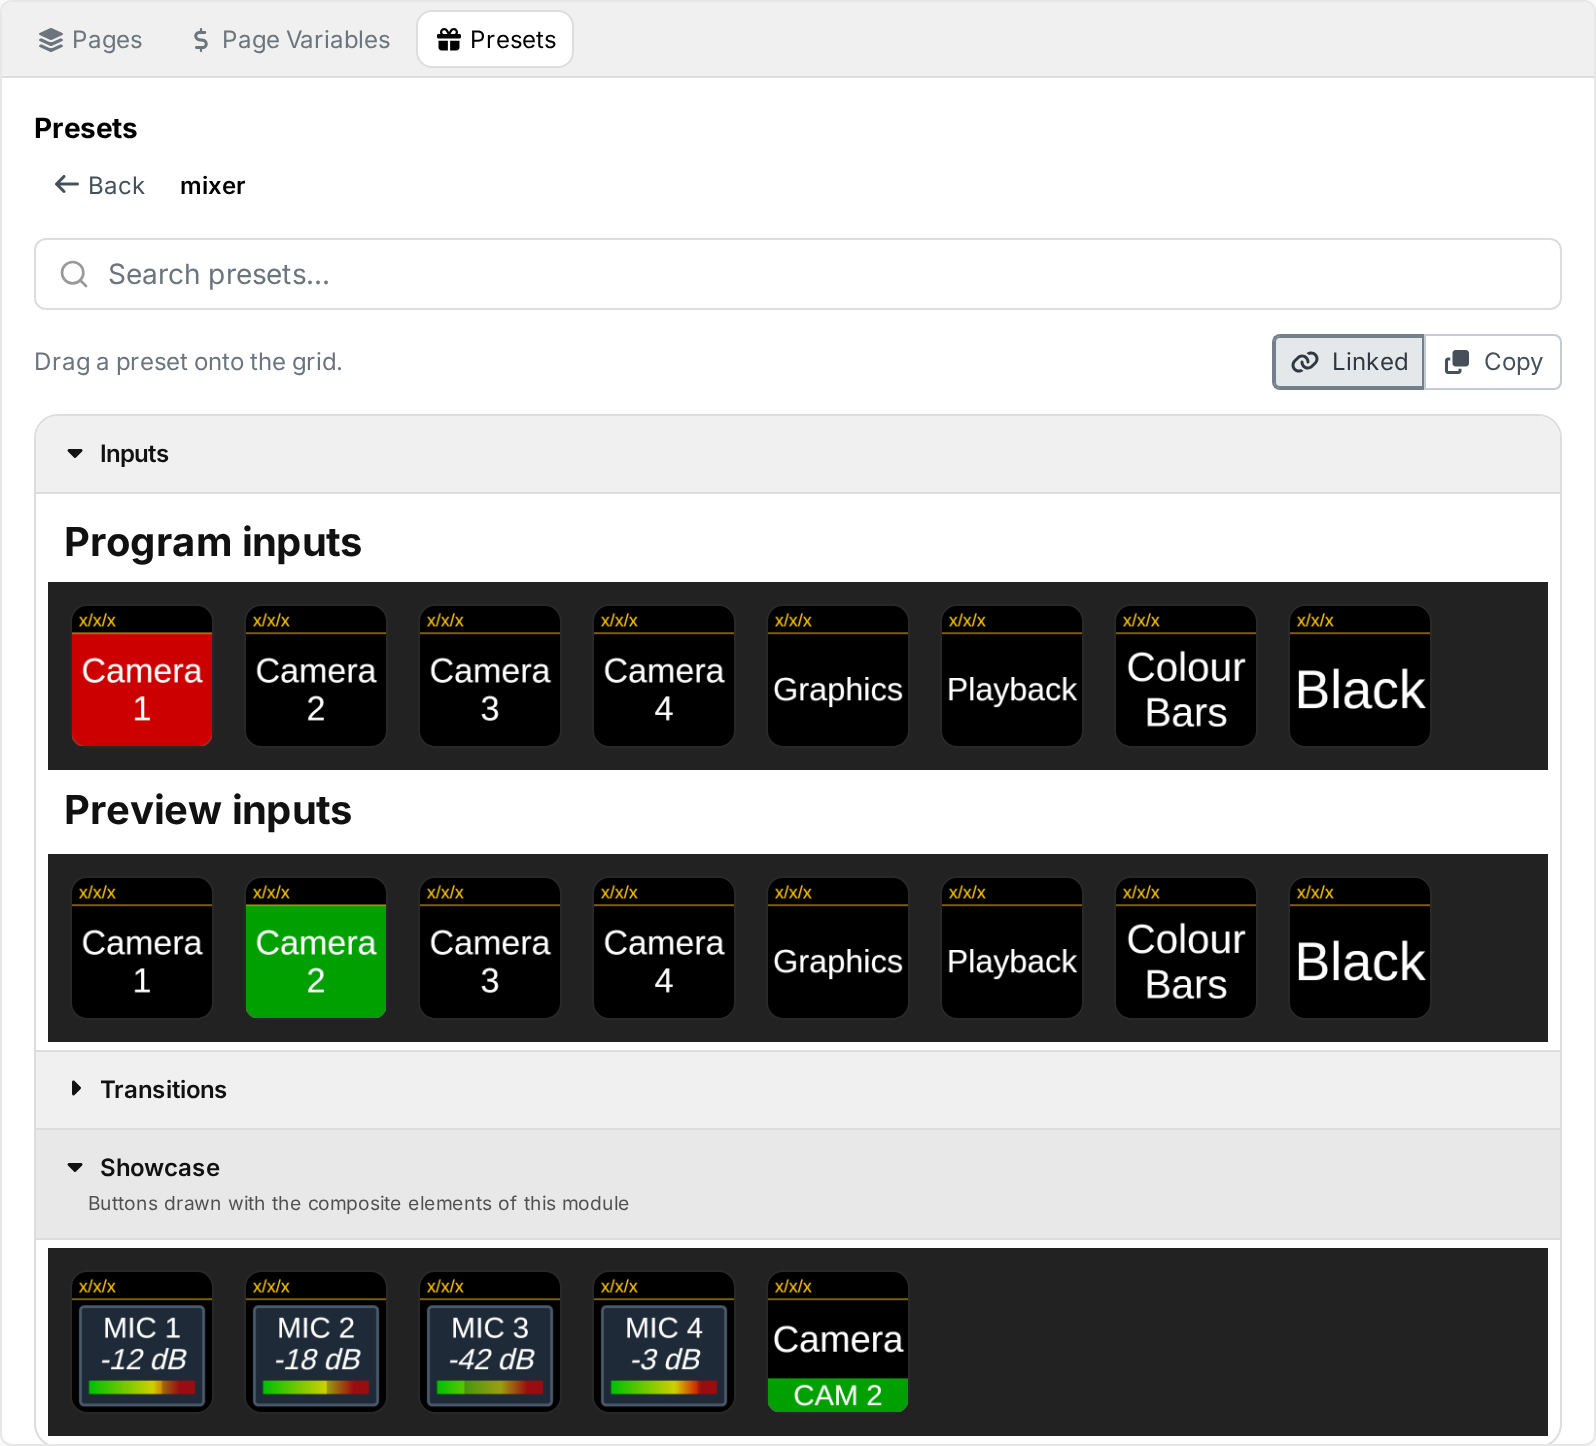 Pages
Page Variables
Presets
Presets
Back
mixer
Search presets...
Drag a preset onto the grid.
Linked
Copy
Inputs
Program inputs
x/x/x
Camera
1
x/x/x
Camera
2
x/x/x
Camera
3
x/x/x
Camera
4
x/x/x
Graphics
x/x/x
Playback
x/x/x
Colour
Bars
x/x/x
Black
Preview inputs
x/x/x
Camera
1
x/x/x
Camera
2
x/x/x
Camera
3
x/x/x
Camera
4
x/x/x
Graphics
x/x/x
Playback
x/x/x
Colour
Bars
x/x/x
Black
Transitions
Showcase
Buttons drawn with the composite elements of this module
x/x/x
MIC 1
-12 dB
x/x/x
MIC 2
-18 dB
x/x/x
MIC 3
-42 dB
x/x/x
MIC 4
-3 dB
x/x/x
Camera
CAM 2